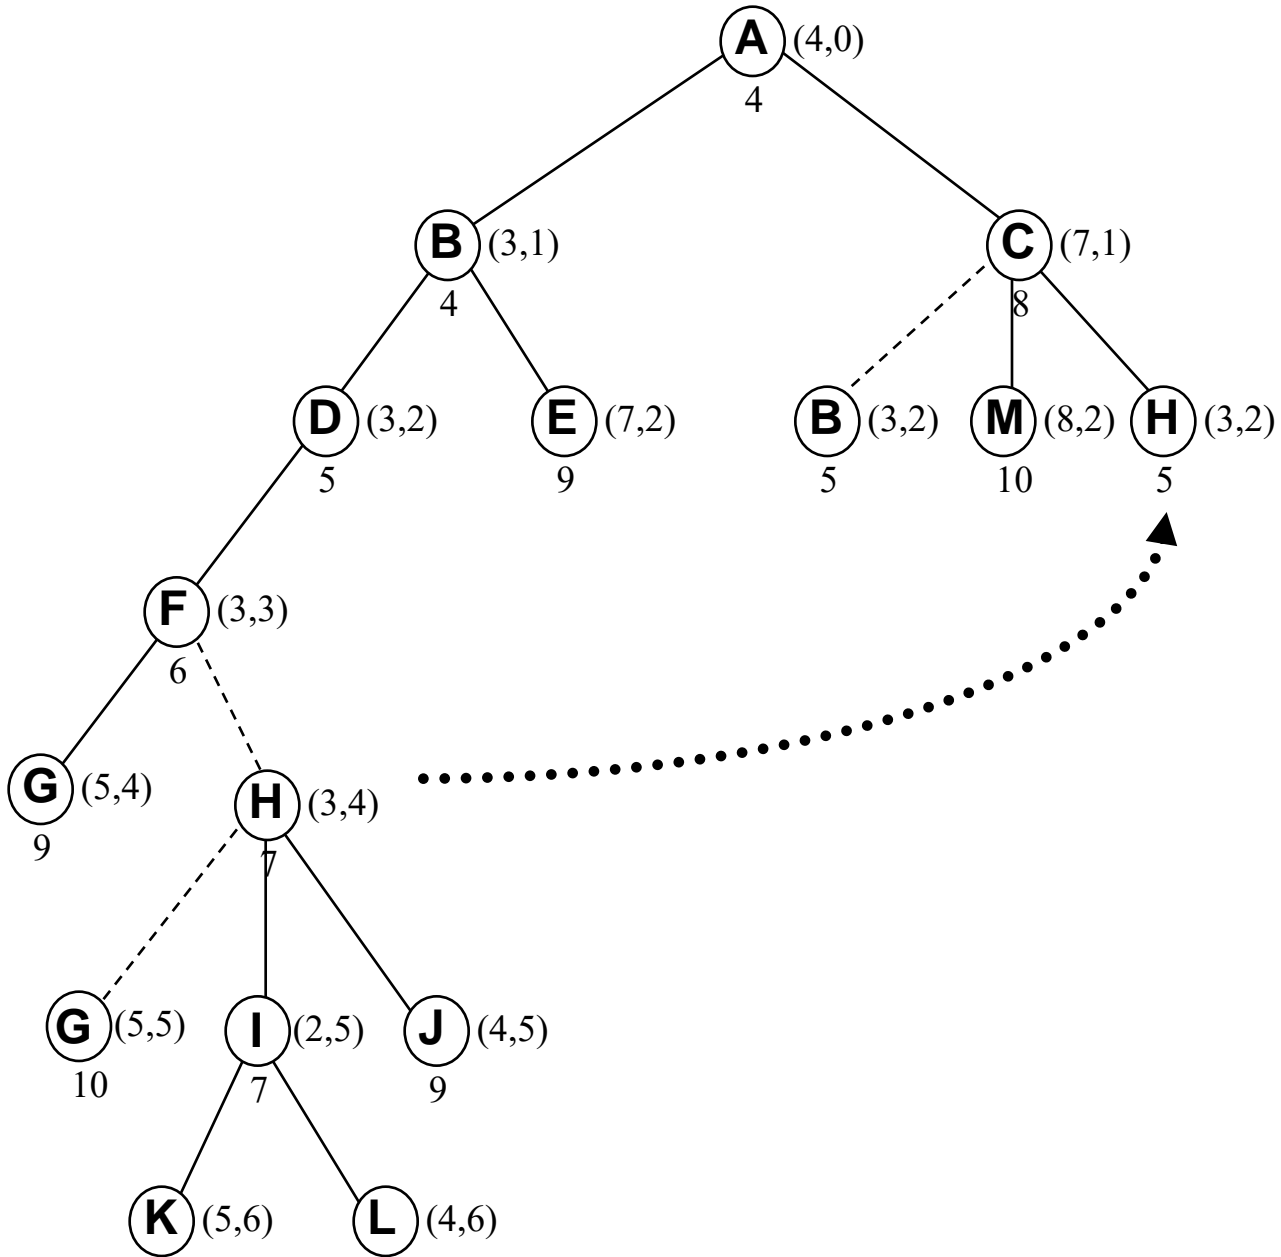 A (4,0)
4
B (3,1)
4
C (7,1)
8
D (3,2)
5
E (7,2)
9
B (3,2)
5
M (8,2)
10
H (3,2)
5
F (3,3)
6
G (5,4)
9
H (3,4)
7
G (5,5)
10
I (2,5)
7
J (4,5)
9
K (5,6)
L (4,6)